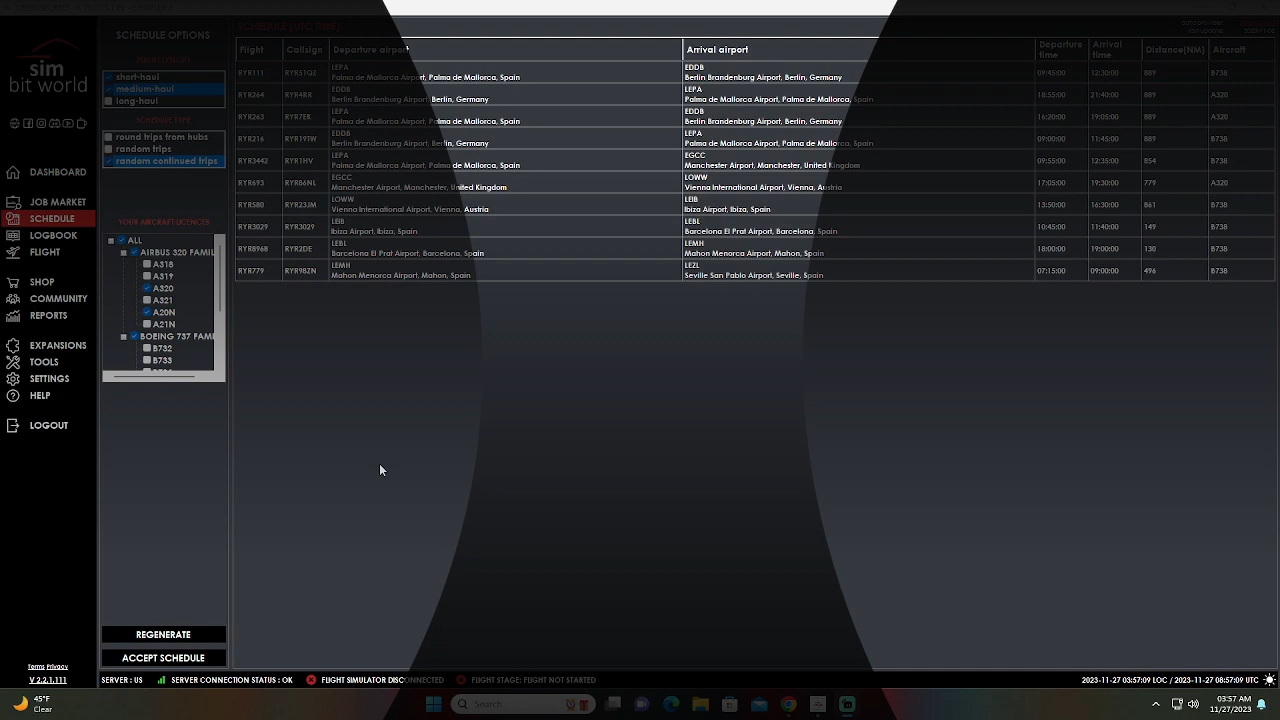 SCHEDULE OPTIONS
short-haul
medium-haul
long-haul
SCHEDULE TYPE
round trips from hubs
random trips
random continued trips
YOUR AIRCRAFT LICENCES
ALL
AIRBUS 320 FAMIL
A318
A319
A320
A321
A20N
A21N
BOEING 737 FAMI
B732
B733
REGENERATE
ACCEPT SCHEDULE
sim
bit world
DASHBOARD
JOB MARKET
SCHEDULE
LOGBOOK
FLIGHT
SHOP
COMMUNITY
REPORTS
EXPANSIONS
TOOLS
SETTINGS
HELP
LOGOUT
Terms Privacy
V 2.2.1.111
SCHEDULE (UTC TIME)
Flight Callsign Departure airport Arrival airport Departure time Arrival time Distance(NM) Aircraft
LEPA EDDB
RYR111 RYR51QZ Palma de Mallorca Airport, Palma de Mallorca, Spain Berlin Brandenburg Airport, Berlin, Germany 09:45:00 12:30:00 889 B738
EDDB LEPA
RYR264 RYR4RR Berlin Brandenburg Airport, Berlin, Germany Palma de Mallorca Airport, Palma de Mallorca, Spain 18:55:00 21:40:00 889 A320
LEPA EDDB
RYR263 RYR7EK Palma de Mallorca Airport, Palma de Mallorca, Spain Berlin Brandenburg Airport, Berlin, Germany 16:20:00 19:05:00 889 A320
EDDB LEPA
RYR216 RYR19TW Berlin Brandenburg Airport, Berlin, Germany Palma de Mallorca Airport, Palma de Mallorca, Spain 09:00:00 11:45:00 889 B738
LEPA EGCC
RYR3442 RYR1HV Palma de Mallorca Airport, Palma de Mallorca, Spain Manchester Airport, Manchester, United Kingdom 09:55:00 12:35:00 854 B738
EGCC LOWW
RYR693 RYR86NL Manchester Airport, Manchester, United Kingdom Vienna International Airport, Vienna, Austria 17:05:00 19:30:00 779 A320
LOWW LEIB
RYR580 RYR23JM Vienna International Airport, Vienna, Austria Ibiza Airport, Ibiza, Spain 13:50:00 16:30:00 861 B738
LEIB LEBL
RYR3029 RYR3029 Ibiza Airport, Ibiza, Spain Barcelona El Prat Airport, Barcelona, Spain 10:45:00 11:40:00 149 B738
LEBL LEMH
RYR8968 RYR2DE Barcelona El Prat Airport, Barcelona, Spain Mahon Menorca Airport, Mahon, Spain 18:00:00 19:00:00 130 B738
LEMH LEZL
RYR779 RYR98ZN Mahon Menorca Airport, Mahon, Spain Seville San Pablo Airport, Seville, Spain 07:15:00 09:00:00 496 B738
SERVER : US SERVER CONNECTION STATUS : OK FLIGHT SIMULATOR DISCONNECTED FLIGHT STAGE: FLIGHT NOT STARTED 2023-11-27 03:57:09 LOC / 2023-11-27 08:57:09 UTC
45°F
Clear
Search
03:57 AM
11/27/2023